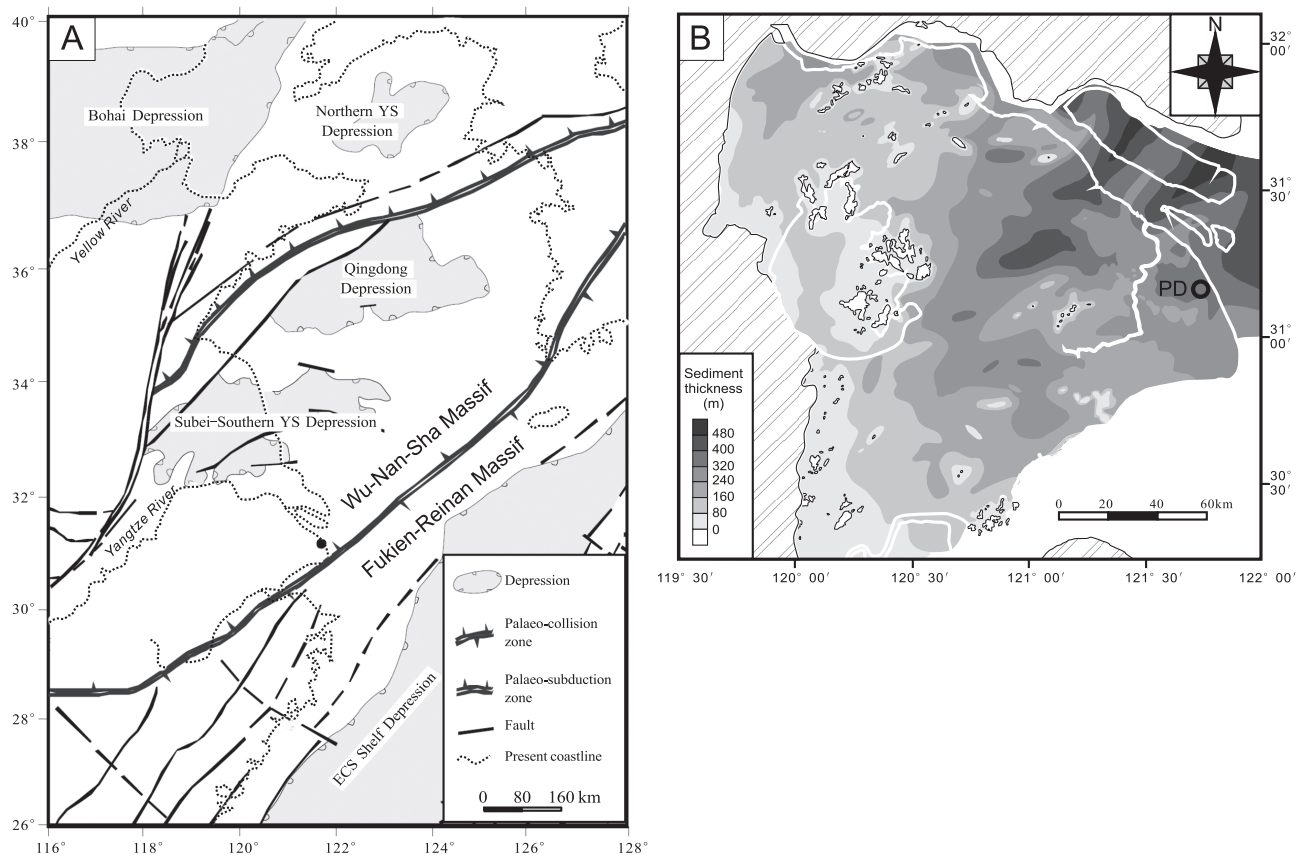 A
40°
38°
36°
34°
32°
30°
28°
26°
116°
118°
120°
122°
124°
126°
128°
Bohai Depression
Northern YS
Depression
Yellow River
Qingdong
Depression
Subei-Southern YS Depression
Wu-Nan-Sha Massif
Fukien-Reinan Massif
Yangtze River
ECS Shelf Depression
Depression
Palaeo-collision
zone
Palaeo-subduction
zone
Fault
Present coastline
0 80 160 km
B
N
32°
00′
31°
30′
31°
00′
30°
30′
PD
Sediment
thickness
(m)
480
400
320
240
160
80
0
0 20 40 60km
119° 30′
120° 00′
120° 30′
121° 00′
121° 30′
122° 00′